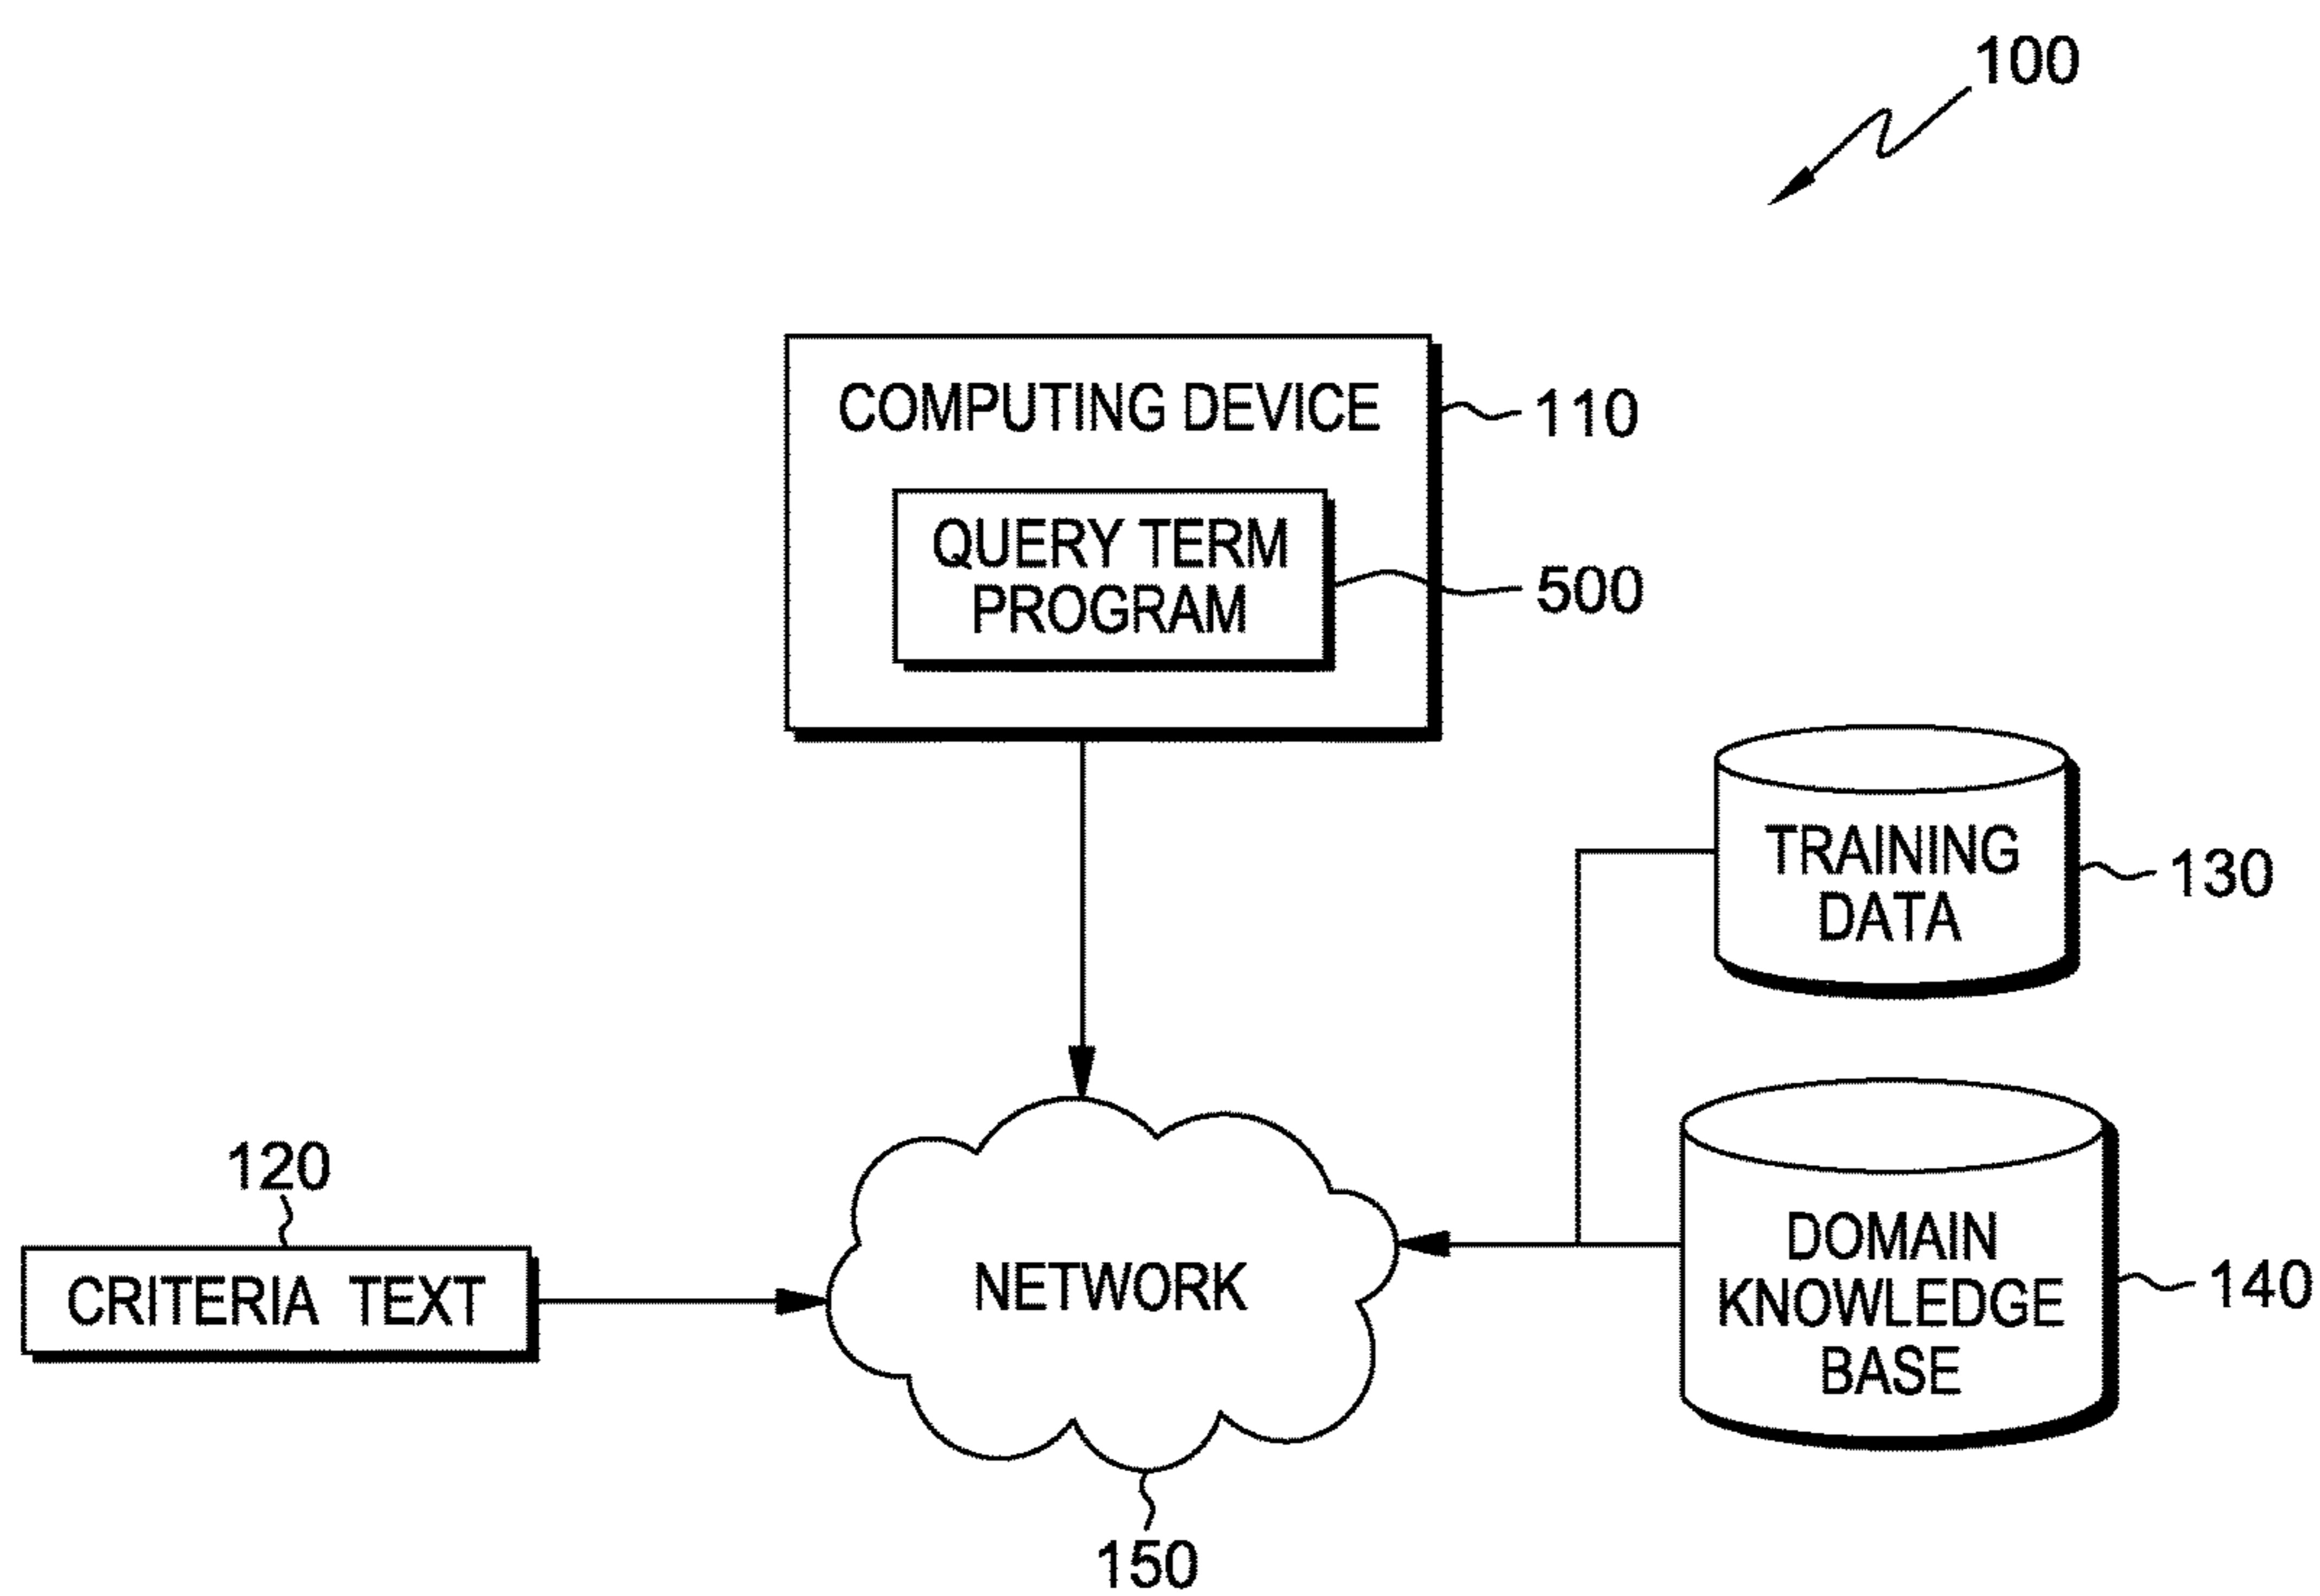 100
COMPUTING DEVICE
110
QUERY TERM
PROGRAM
500
TRAINING
DATA
130
120
CRITERIA TEXT
NETWORK
150
DOMAIN
KNOWLEDGE
BASE
140